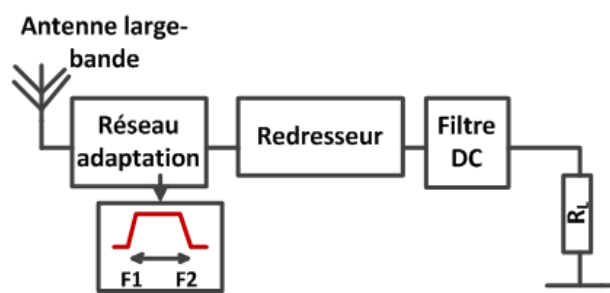 Antenne large-
bande
Réseau
adaptation
Redresseur
Filtre
DC
RL
F1 F2